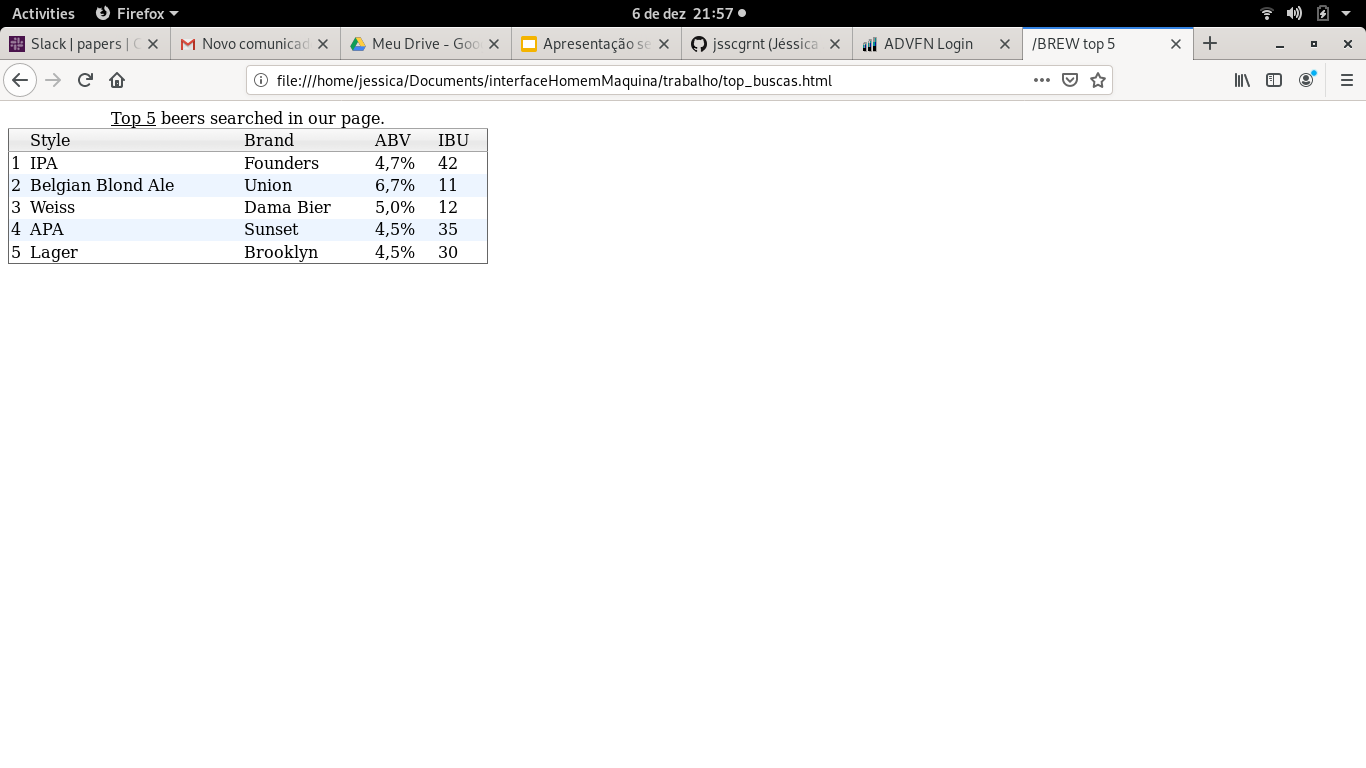 Activities Firefox 6 de dez 21:57
Slack | papers | C Novo comunicad Meu Drive - Goo Apresentação se jsscgrnt (Jéssica ADVFN Login /BREW top 5
file:///home/jessica/Documents/interfaceHomemMaquina/trabalho/top_buscas.html
Top 5 beers searched in our page.
Style Brand ABV IBU
1 IPA Founders 4,7% 42
2 Belgian Blond Ale Union 6,7% 11
3 Weiss Dama Bier 5,0% 12
4 APA Sunset 4,5% 35
5 Lager Brooklyn 4,5% 30